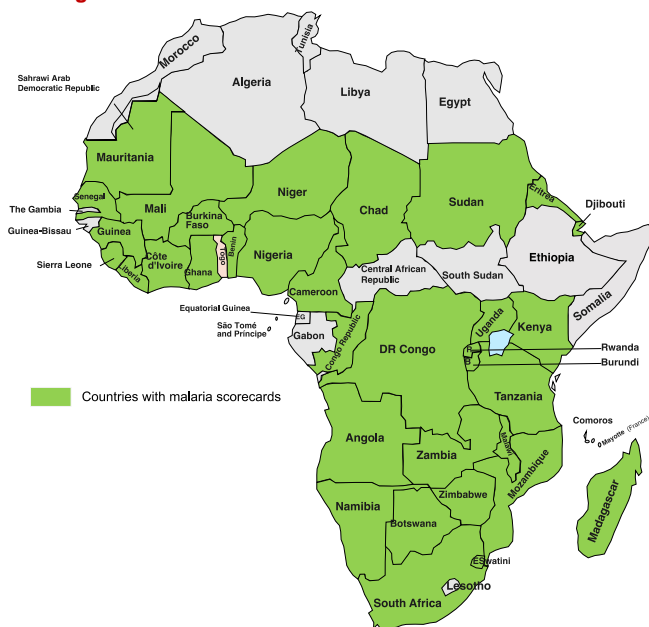 Morocco
Tunisia
Algeria
Libya
Egypt
Sahrawi Arab
Democratic Republic
Mauritania
Mali
Niger
Chad
Sudan
Eritrea
Djibouti
Senegal
The Gambia
Guinea-Bissau
Guinea
Sierra Leone
Liberia
Côte
d'Ivoire
Burkina
Faso
Ghana
Togo
Benin
Nigeria
Cameroon
Central African
Republic
South Sudan
Ethiopia
Somalia
Equatorial Guinea
EG
São Tomé
and Príncipe
Gabon
Congo Republic
DR Congo
Uganda
Kenya
R
Rwanda
B
Burundi
Tanzania
Countries with malaria scorecards
Comoros
Mayotte (France)
Angola
Zambia
Malawi
Mozambique
Madagascar
Zimbabwe
Namibia
Botswana
ESwatini
Lesotho
South Africa